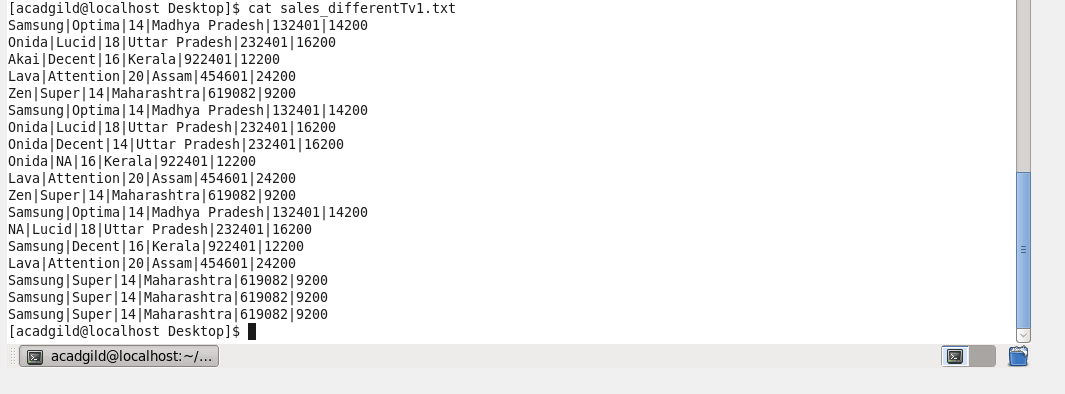 [acadgild@localhost Desktop]$ cat sales_differentTv1.txt
Samsung|Optima|14|Madhya Pradesh|132401|14200
Onida|Lucid|18|Uttar Pradesh|232401|16200
Akai|Decent|16|Kerala|922401|12200
Lava|Attention|20|Assam|454601|24200
Zen|Super|14|Maharashtra|619082|9200
Samsung|Optima|14|Madhya Pradesh|132401|14200
Onida|Lucid|18|Uttar Pradesh|232401|16200
Onida|Decent|14|Uttar Pradesh|232401|16200
Onida|NA|16|Kerala|922401|12200
Lava|Attention|20|Assam|454601|24200
Zen|Super|14|Maharashtra|619082|9200
Samsung|Optima|14|Madhya Pradesh|132401|14200
NA|Lucid|18|Uttar Pradesh|232401|16200
Samsung|Decent|16|Kerala|922401|12200
Lava|Attention|20|Assam|454601|24200
Samsung|Super|14|Maharashtra|619082|9200
Samsung|Super|14|Maharashtra|619082|9200
Samsung|Super|14|Maharashtra|619082|9200
[acadgild@localhost Desktop]$
acadgild@localhost:~/...